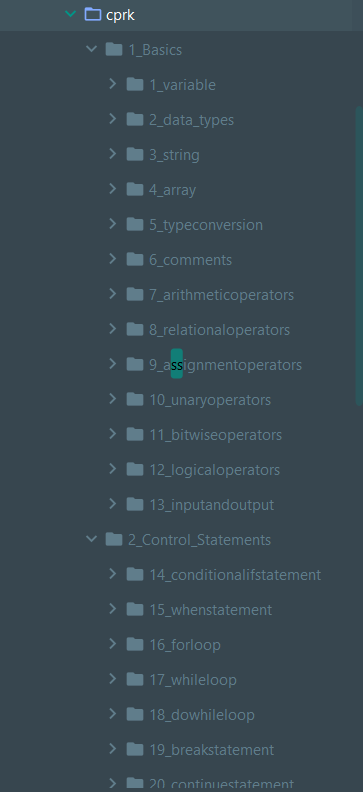 cprk
1_Basics
1_variable
2_data_types
3_string
4_array
5_typeconversion
6_comments
7_arithmeticoperators
8_relationaloperators
9_assignmentoperators
10_unaryoperators
11_bitwiseoperators
12_logicaloperators
13_inputandoutput
2_Control_Statements
14_conditionalifstatement
15_whenstatement
16_forloop
17_whileloop
18_dowhileloop
19_breakstatement
20_continuestatement